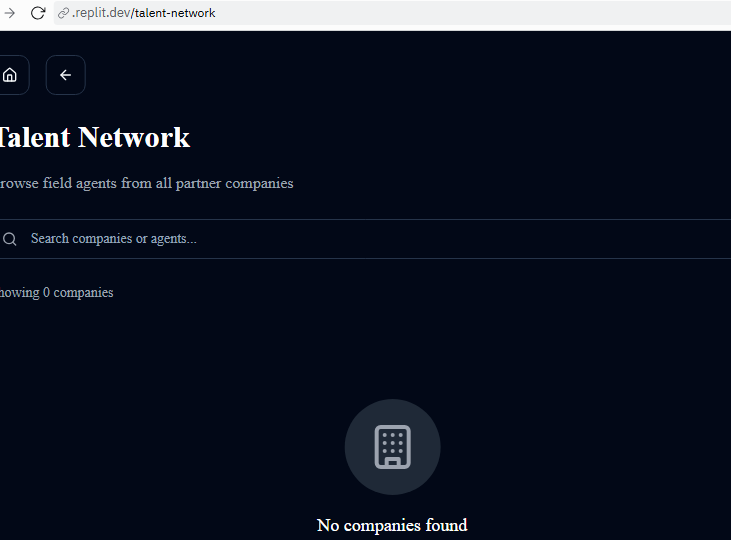 .replit.dev/talent-network
Talent Network
rowse field agents from all partner companies
Search companies or agents...
howing 0 companies
No companies found